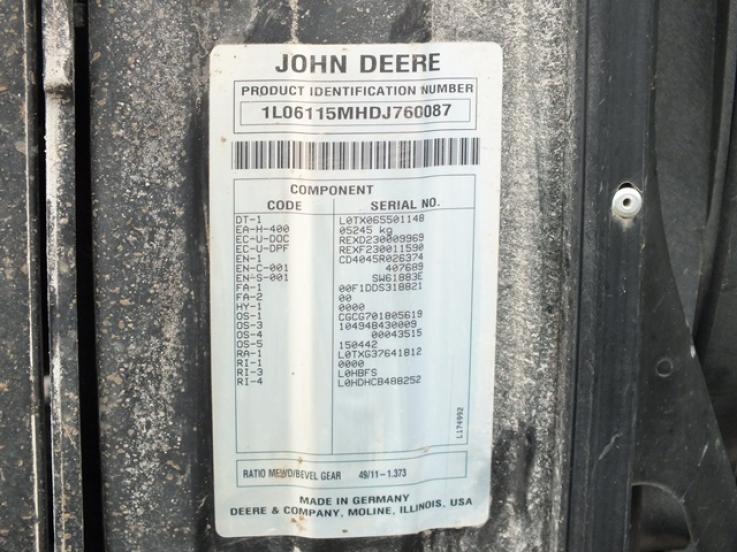 JOHN DEERE
PRODUCT IDENTIFICATION NUMBER
1L06115MHDJ760087
COMPONENT
CODE SERIAL NO.
DT-1 L0TX065501148
EA-H-400 05245 kg
EC-U-DOC REXD230009969
EC-U-DPF REXF230011590
EN-1 CD4045R026374
EN-C-001 407689
EN-S-001 SW61883E
FA-1 00F1DDS318821
FA-2 00
HY-1 0000
OS-1 CGCG701805619
OS-3 104948430009
OS-4 00043515
OS-5 150442
RA-1 L0TXG37641812
RI-1 0000
RI-3 L0HBFS
RI-4 L0HDHCB488252
L174992
RATIO MFWD/BEVEL GEAR 49/11-1.373
MADE IN GERMANY
DEERE & COMPANY, MOLINE, ILLINOIS, USA